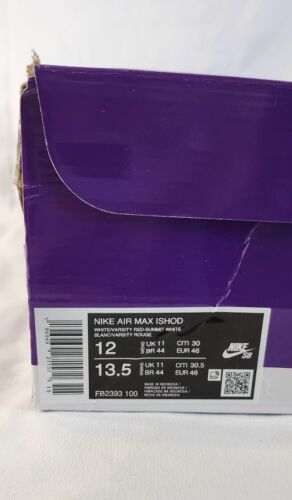 NIKE AIR MAX ISHOD
WHITE/VARSITY RED-SUMMIT WHITE
BLANC/VARSITY ROUGE
12 UK 11 cm 30
BR 44 EUR 46
13.5 UK 11 cm 30.5
BR 44 EUR 46
NIKE SB
FB2393 100
MADE IN INDONESIA